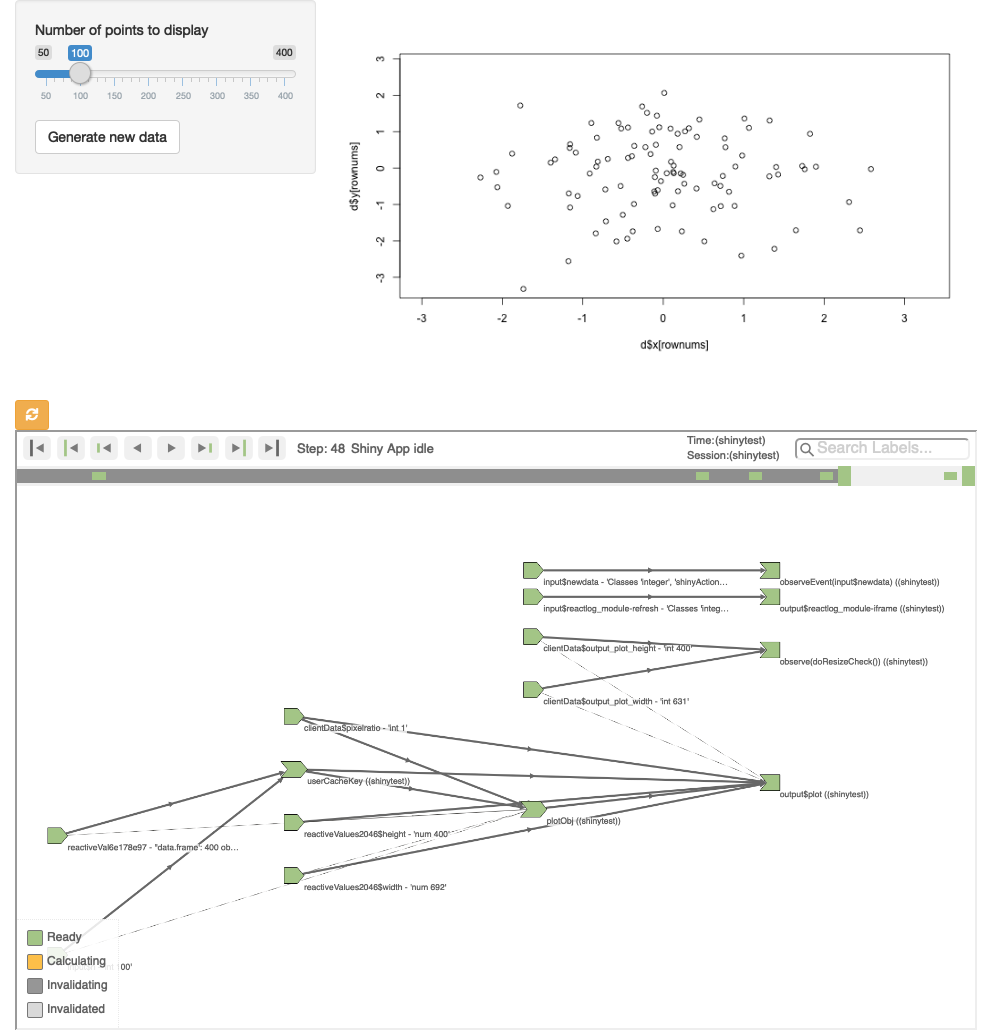 Number of points to display
50 100 400
50 100 150 200 250 300 350 400
Generate new data
d$y[rownums]
3
2
1
0
-1
-2
-3
-3 -2 -1 0 1 2 3
d$x[rownums]
Step: 48 Shiny App idle
Time:(shinytest)
Session:(shinytest)
Search Labels...
input$newdata - 'Classes 'integer', 'shinyAction...
observeEvent(input$newdata) ((shinytest))
input$reactlog_module-refresh - 'Classes 'integ...
output$reactlog_module-iframe ((shinytest))
clientData$output_plot_height - 'int 400'
observe(doResizeCheck()) ((shinytest))
clientData$output_plot_width - 'int 631'
clientData$pixelratio - 'int 1'
userCacheKey ((shinytest))
output$plot ((shinytest))
plotObj ((shinytest))
reactiveValues2046$height - 'num 400'
reactiveVal6e178e97 - "data.frame': 400 ob...
reactiveValues2046$width - 'num 692'
Ready
Calculating
00'
Invalidating
Invalidated